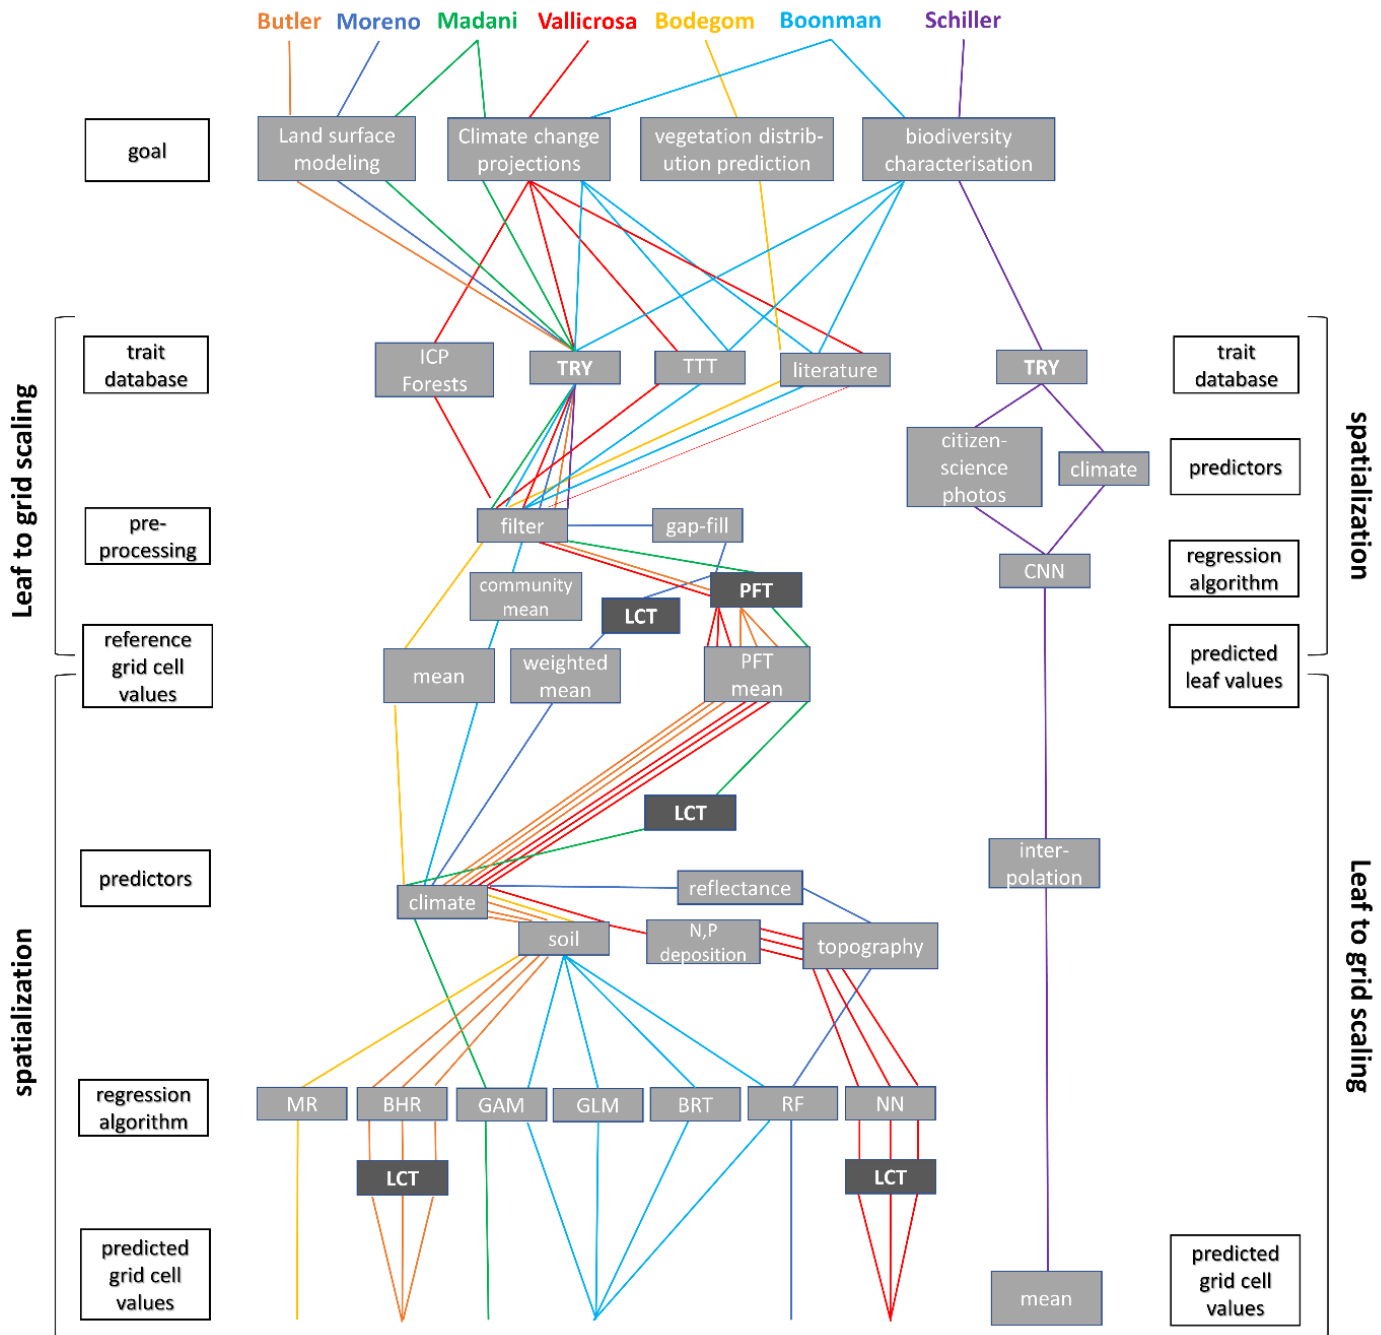 Butler Moreno Madani Vallicrosa Bodegom Boonman Schiller
goal
Land surface
modeling
Climate change
projections
vegetation distrib-
ution prediction
biodiversity
characterisation
Leaf to grid scaling
trait
database
ICP
Forests
TRY
TTT
literature
TRY
trait
database
spatialization
citizen-
science
photos
climate
predictors
pre-
processing
filter
gap-fill
CNN
regression
algorithm
community
mean
LCT
PFT
reference
grid cell
values
mean
weighted
mean
PFT
mean
predicted
leaf values
spatialization
LCT
predictors
climate
reflectance
inter-
polation
Leaf to grid scaling
soil
N,P
deposition
topography
regression
algorithm
MR
BHR
GAM
GLM
BRT
RF
NN
LCT
LCT
predicted
grid cell
values
mean
predicted
grid cell
values